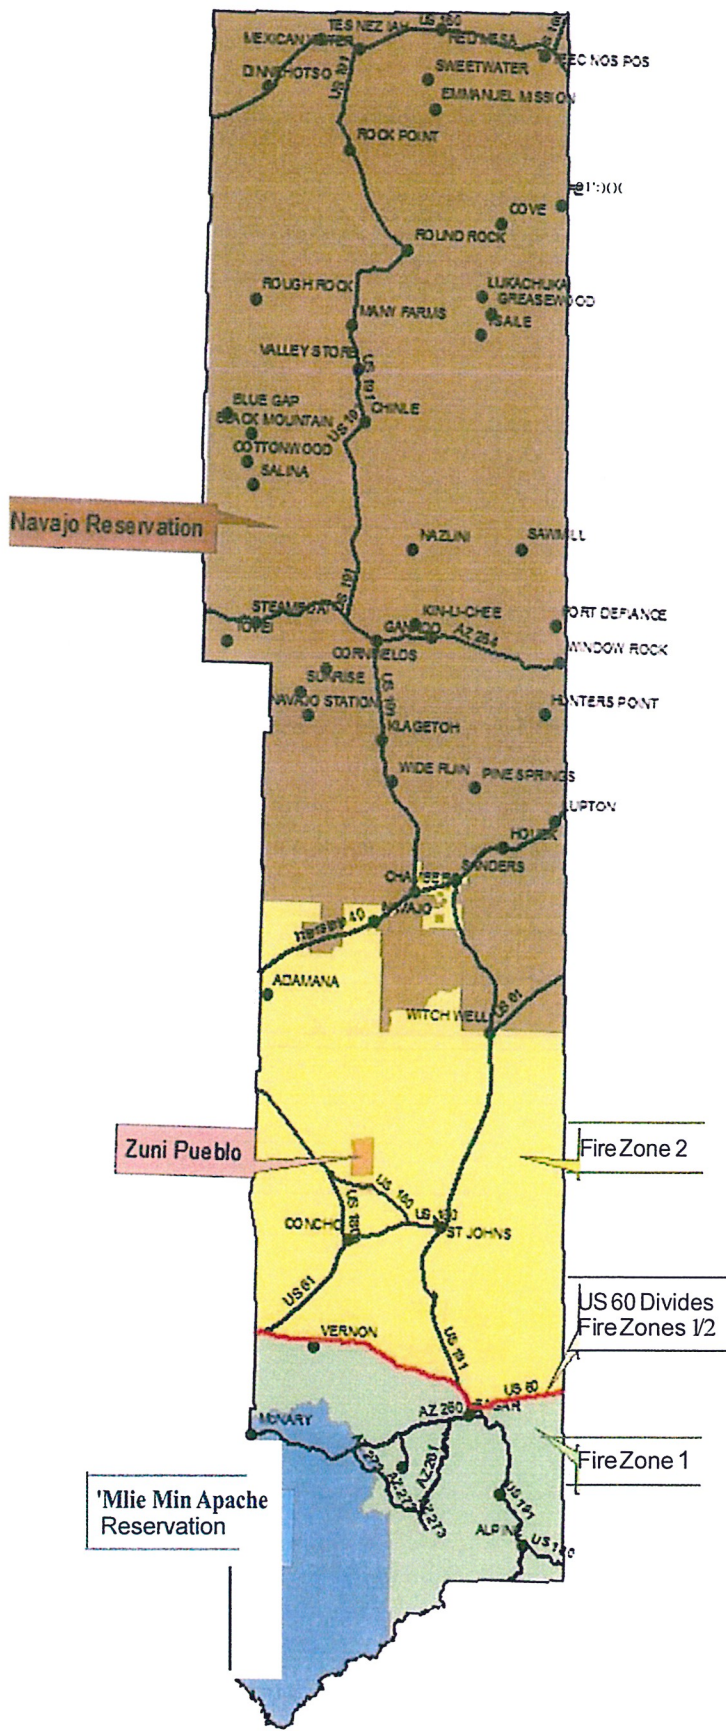 TES NEZ IAH
US 160
MEXICAN WATER
RED MESA
TEEC NOS POS
DINNEHOTSO
US 191
SWEETWATER
EMMANUEL MISSION
ROCK POINT
COVE
ROUND ROCK
ROUGH ROCK
LUKACHUKA
GREASEWOOD
TSAILE
MANY FARMS
VALLEY STORE
US 191
BLUE GAP
BLACK MOUNTAIN
CHINLE
US 19
COTTONWOOD
SALINA
Navajo Reservation
NAZLINI
SAWMILL
S 191
STEAMBOAT
KIN-LI-CHEE
FORT DEFIANCE
GANADO
AZ 264
WINDOW ROCK
CORNFIELDS
SUNRISE
US 191
NAVAJO STATION
HUNTERS POINT
KLAGETOH
WIDE RUIN
PINE SPRINGS
LUPTON
HOUCK
SANDERS
CHAMBERS
NAVAJO
ADAMANA
WITCH WELL
US 61
Zuni Pueblo
Fire Zone 2
US 180
US 180
US 180
CONCHO
ST JOHNS
US 61
US 60 Divides
Fire Zones 1/2
VERNON
US 191
US 60
AZ 260
EAGAR
MCNARY
AZ 261
AZ 273
Fire Zone 1
'Mlie Min Apache
Reservation
US 191
ALPINE